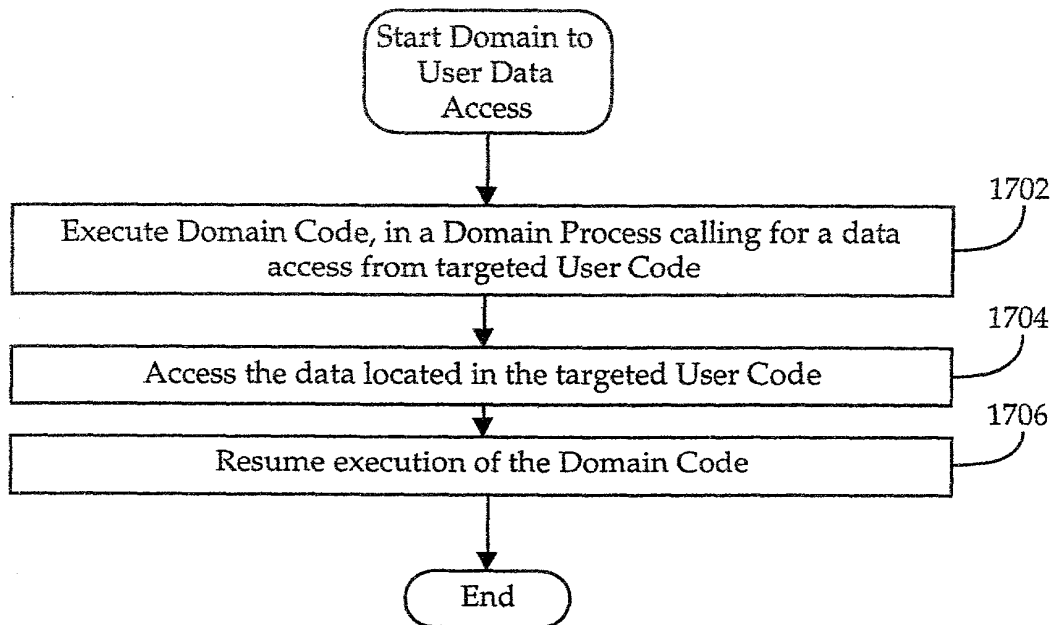 Start Domain to
User Data
Access
1702
Execute Domain Code, in a Domain Process calling for a data
access from targeted User Code
1704
Access the data located in the targeted User Code
1706
Resume execution of the Domain Code
End